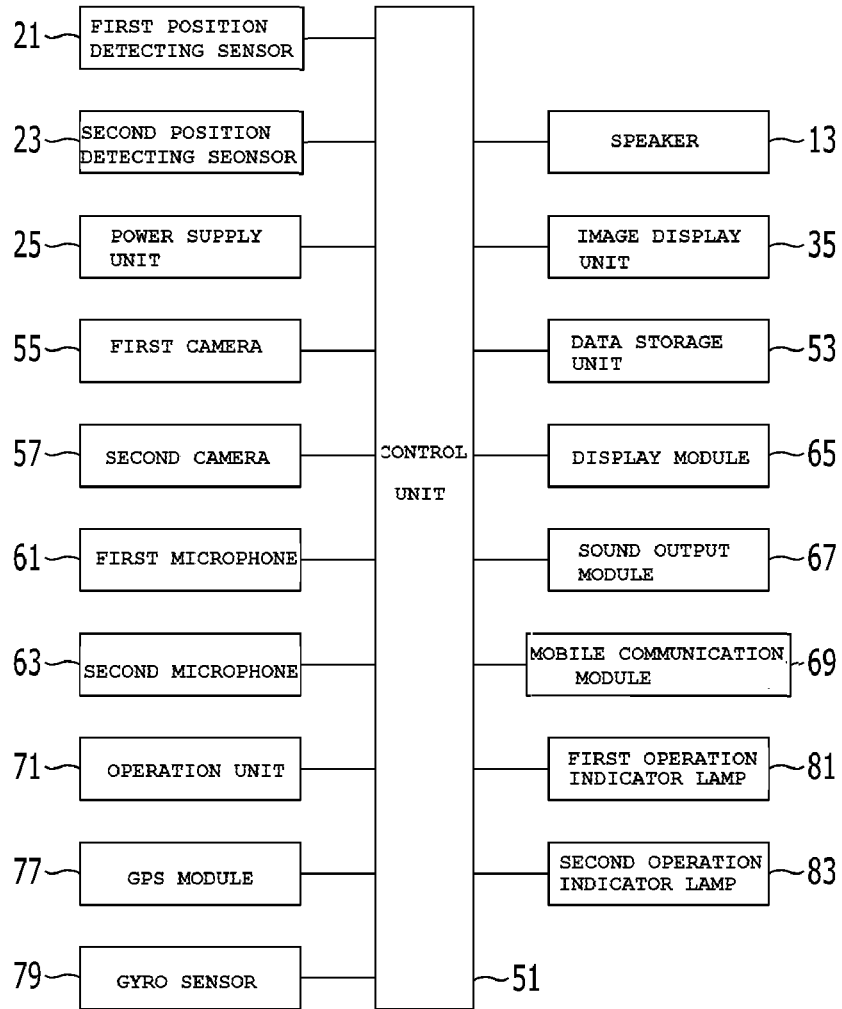 21
FIRST POSITION
DETECTING SENSOR
23
SECOND POSITION
DETECTING SEONSOR
SPEAKER
13
25
POWER SUPPLY
UNIT
IMAGE DISPLAY
UNIT
35
55
FIRST CAMERA
DATA STORAGE
UNIT
53
57
SECOND CAMERA
CONTROL
UNIT
DISPLAY MODULE
65
61
FIRST MICROPHONE
SOUND OUTPUT
MODULE
67
63
SECOND MICROPHONE
MOBILE COMMUNICATION
MODULE
69
71
OPERATION UNIT
FIRST OPERATION
INDICATOR LAMP
81
77
GPS MODULE
SECOND OPERATION
INDICATOR LAMP
83
79
GYRO SENSOR
51